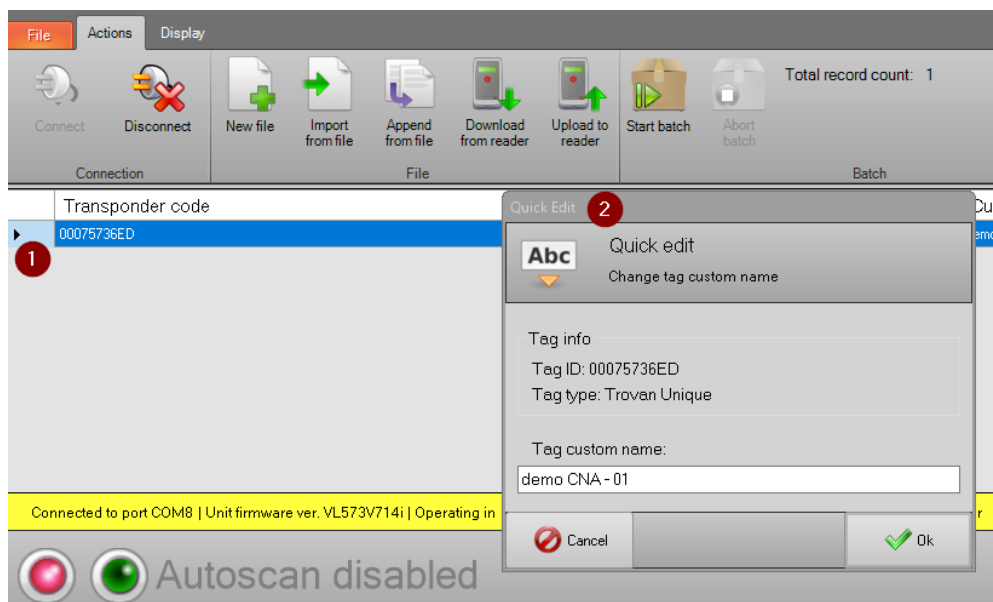 File Actions Display
Connect Disconnect New file Import from file Append from file Download from reader Upload to reader Start batch Abort batch Total record count: 1
Connection File Batch
Transponder code
00075736ED
1
Quick Edit 2
Abc Quick edit
Change tag custom name
Tag info
Tag ID: 00075736ED
Tag type: Trovan Unique
Tag custom name:
demo CNA - 01
Cancel Ok
Connected to port COM8 | Unit firmware ver. VL573V714i | Operating in
Autoscan disabled